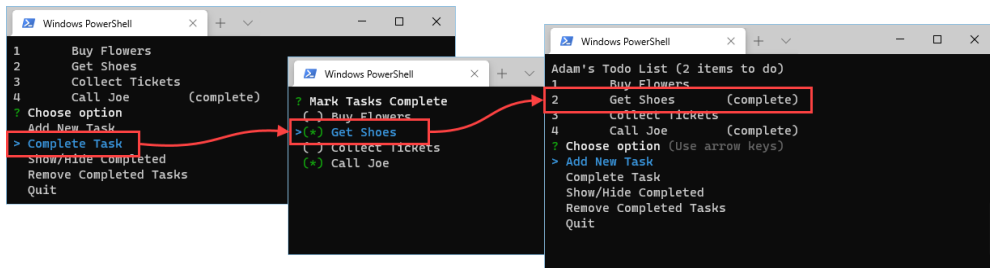 Windows PowerShell
1 Buy Flowers
2 Get Shoes
3 Collect Tickets
4 Call Joe (complete)
? Choose option
Add New Task
> Complete Task
Show/Hide Completed
Remove Completed Tasks
Quit
Windows PowerShell
? Mark Tasks Complete
( ) Buy Flowers
>(*) Get Shoes
( ) Collect Tickets
(*) Call Joe
Windows PowerShell
Adam's Todo List (2 items to do)
1 Buy Flowers
2 Get Shoes (complete)
3 Collect Tickets
4 Call Joe (complete)
? Choose option (Use arrow keys)
> Add New Task
Complete Task
Show/Hide Completed
Remove Completed Tasks
Quit